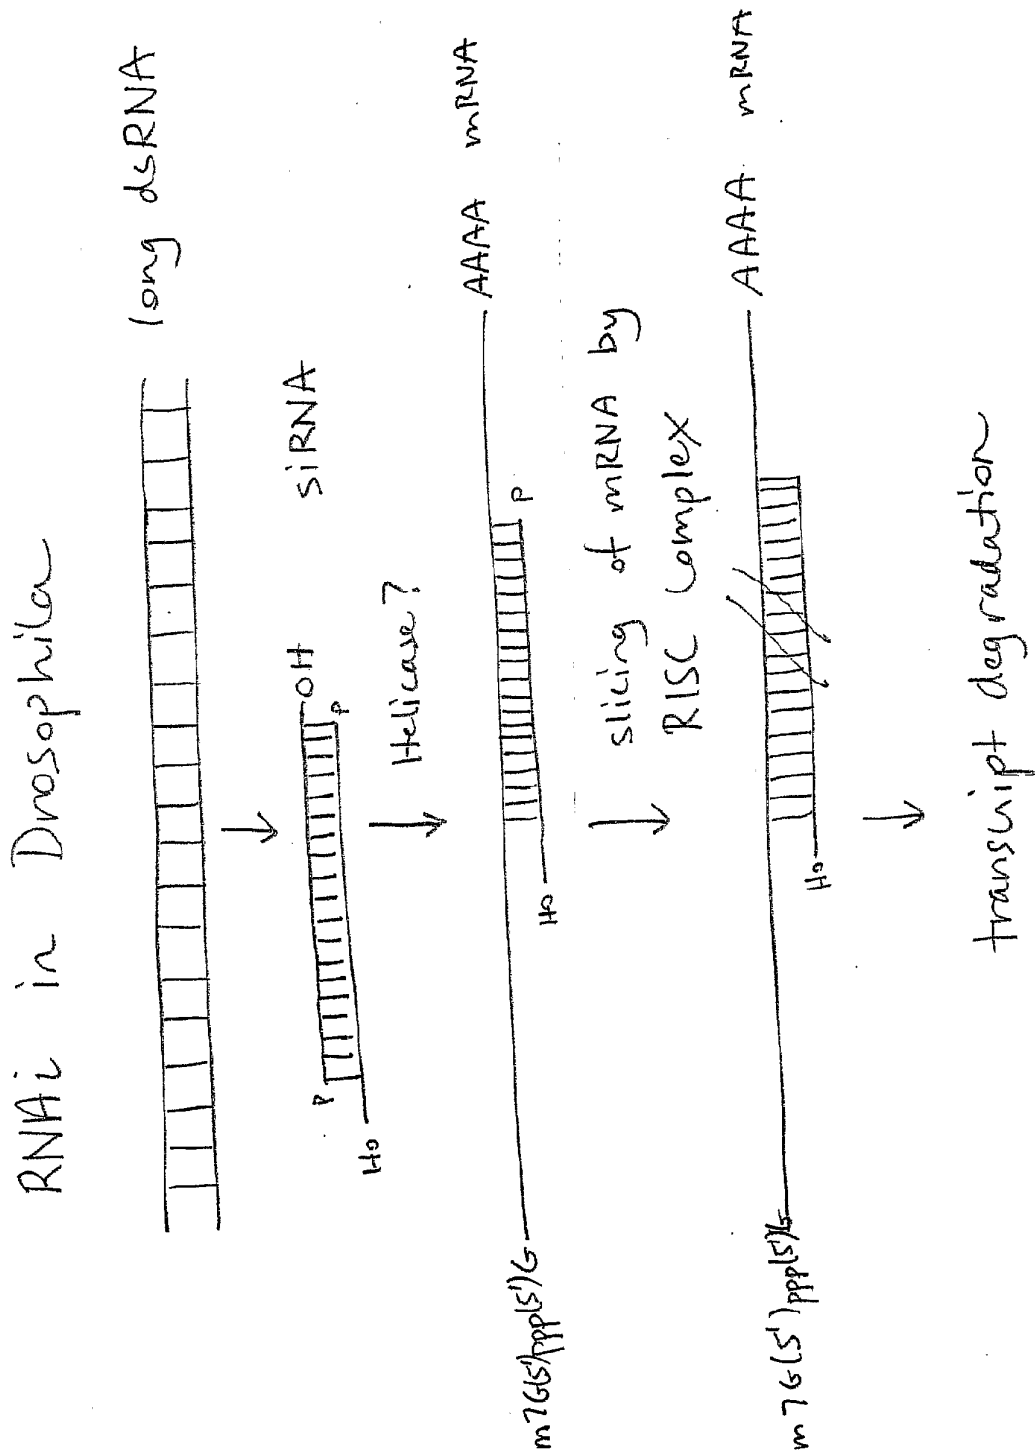 RNAi in Drosophila
long dsRNA
siRNA
P
OH
HO
P
Helicase?
m7G(5')ppp(5')G
AAAA mRNA
HO
P
slicing of mRNA by
RISC Complex
m7G(5')ppp(5')G
AAAA mRNA
HO
transcript degradation